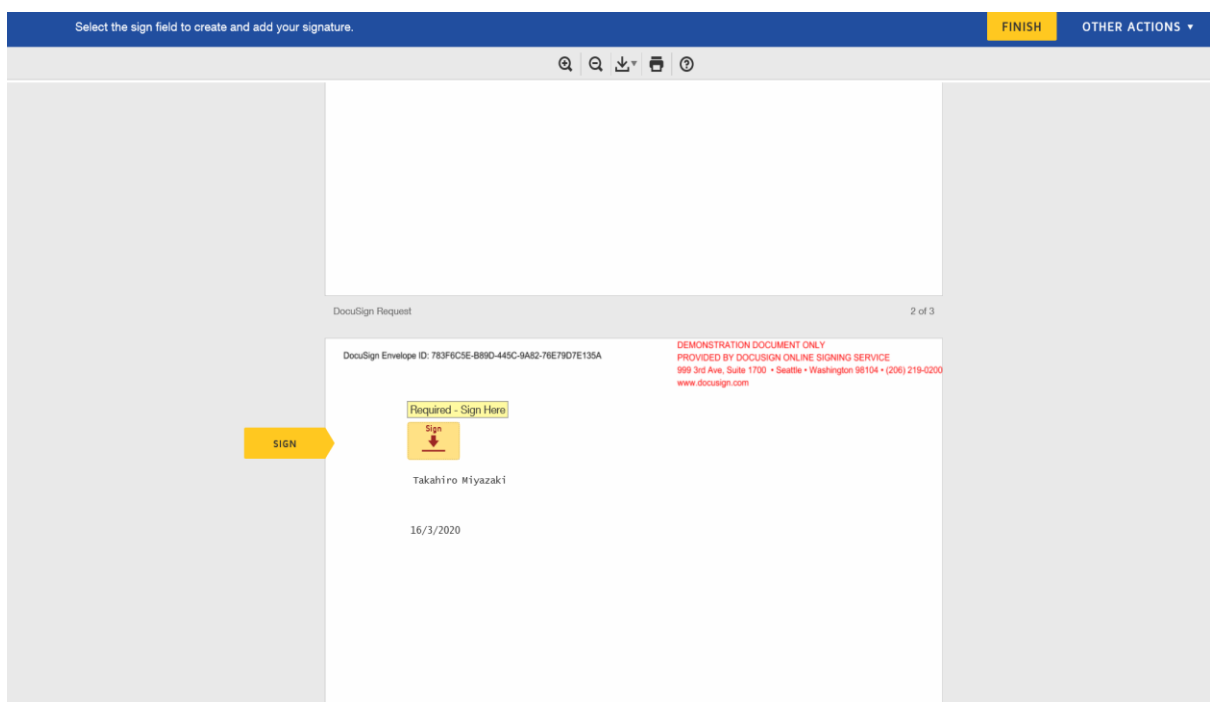 Select the sign field to create and add your signature.
FINISH
OTHER ACTIONS
DocuSign Request
2 of 3
DocuSign Envelope ID: 783F6C5E-B89D-445C-9A82-76E79D7E135A
DEMONSTRATION DOCUMENT ONLY
PROVIDED BY DOCUSIGN ONLINE SIGNING SERVICE
999 3rd Ave, Suite 1700 • Seattle • Washington 98104 • (206) 219-0200
www.docusign.com
Required - Sign Here
Sign
SIGN
Takahiro Miyazaki
16/3/2020